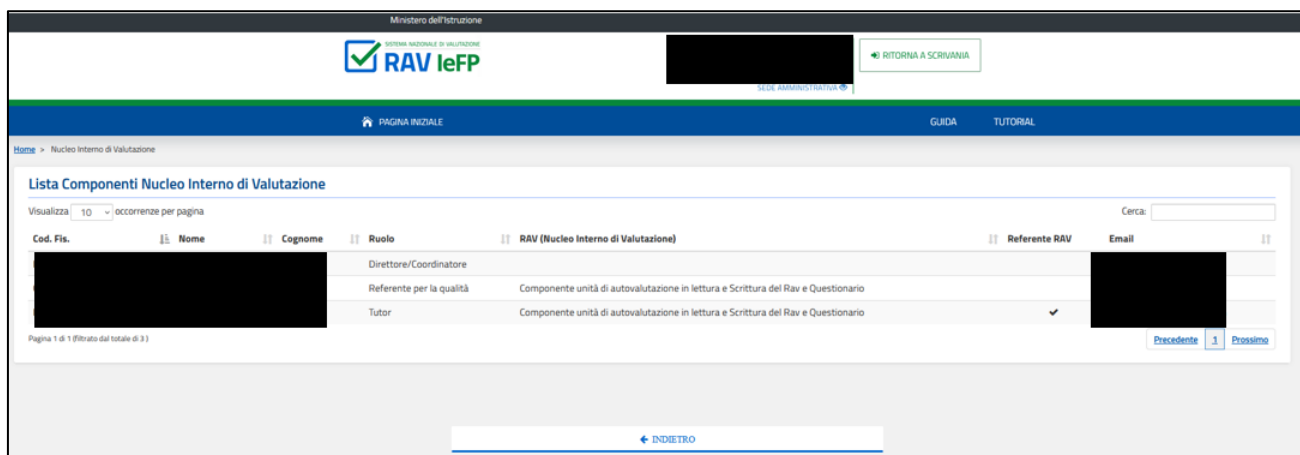 Ministero dell'Istruzione
SISTEMA NAZIONALE DI VALUTAZIONE
RAV IeFP
RITORNA A SCRIVANIA
SEDE AMMINISTRATIVA
PAGINA INIZIALE GUIDA TUTORIAL
Home > Nucleo Interno di Valutazione
Lista Componenti Nucleo Interno di Valutazione
Visualizza 10 occorrenze per pagina Cerca:
Cod. Fis. Nome Cognome Ruolo RAV (Nucleo Interno di Valutazione) Referente RAV Email
Direttore/Coordinatore
Referente per la qualità Componente unità di autovalutazione in lettura e Scrittura del Rav e Questionario
Tutor Componente unità di autovalutazione in lettura e Scrittura del Rav e Questionario ✔
Pagina 1 di 1 (filtrato dal totale di 3 ) Precedente 1 Prossimo
← INDIETRO